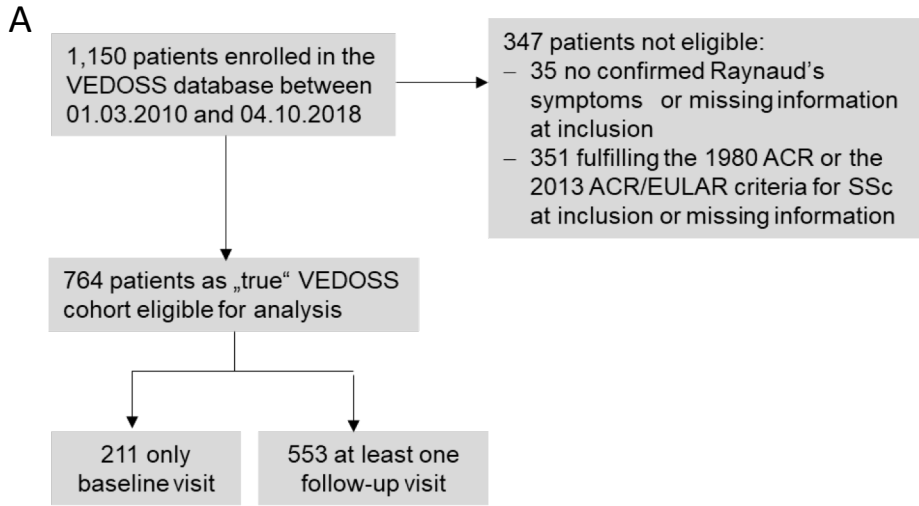 A
1,150 patients enrolled in the
VEDOSS database between
01.03.2010 and 04.10.2018
347 patients not eligible:
– 35 no confirmed Raynaud's
symptoms or missing information
at inclusion
– 351 fulfilling the 1980 ACR or the
2013 ACR/EULAR criteria for SSc
at inclusion or missing information
764 patients as „true“ VEDOSS
cohort eligible for analysis
211 only
baseline visit
553 at least one
follow-up visit